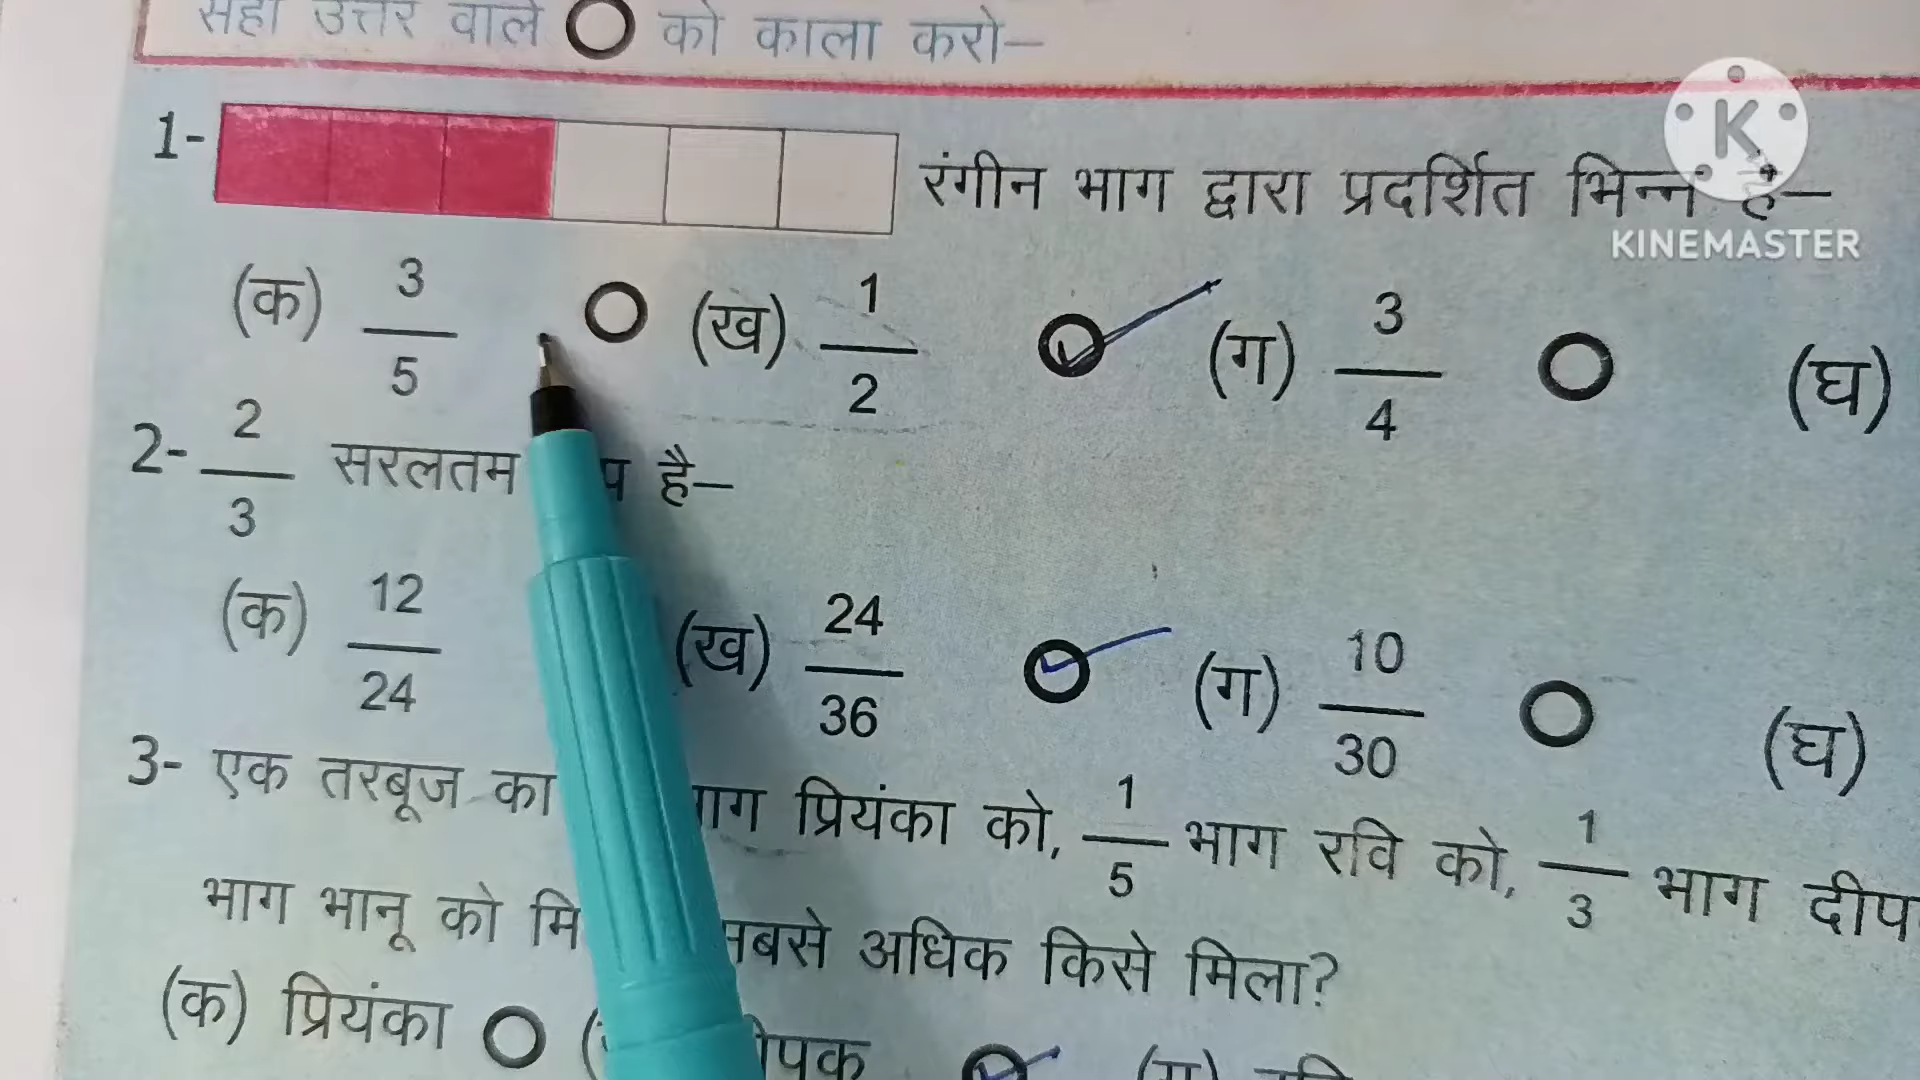 सही उत्तर वाले को काला करो–
1- रंगीन भाग द्वारा प्रदर्शित भिन्न है–
(क) 3/5 (ख) 1/2 (ग) 3/4 (घ)
2- 2/3 सरलतम है–
(क) 12/24 (ख) 24/36 (ग) 10/30 (घ)
3- एक तरबूज का प्रियंका को, 1/5 भाग रवि को, 1/3 भाग
भाग भानू को अधिक किसे मिला?
(क) प्रियंका
K
KINEMASTER